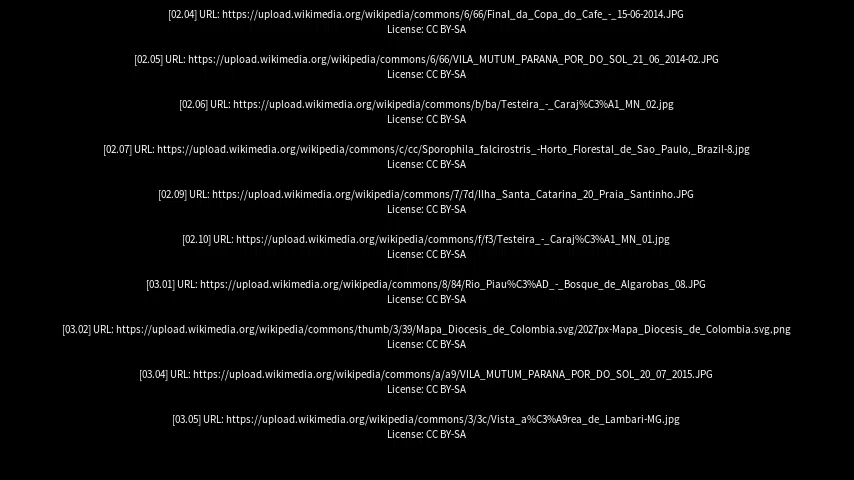 [02.04] URL: https://upload.wikimedia.org/wikipedia/commons/6/66/Final_da_Copa_do_Cafe_-_15-06-2014.JPG
License: CC BY-SA
[02.05] URL: https://upload.wikimedia.org/wikipedia/commons/6/66/VILA_MUTUM_PARANA_POR_DO_SOL_21_06_2014-02.JPG
License: CC BY-SA
[02.06] URL: https://upload.wikimedia.org/wikipedia/commons/b/ba/Testeira_-_Caraj%C3%A1_MN_02.jpg
License: CC BY-SA
[02.07] URL: https://upload.wikimedia.org/wikipedia/commons/c/cc/Sporophila_falcirostris_-Horto_Florestal_de_Sao_Paulo,_Brazil-8.jpg
License: CC BY-SA
[02.09] URL: https://upload.wikimedia.org/wikipedia/commons/7/7d/Ilha_Santa_Catarina_20_Praia_Santinho.JPG
License: CC BY-SA
[02.10] URL: https://upload.wikimedia.org/wikipedia/commons/f/f3/Testeira_-_Caraj%C3%A1_MN_01.jpg
License: CC BY-SA
[03.01] URL: https://upload.wikimedia.org/wikipedia/commons/8/84/Rio_Piau%C3%AD_-_Bosque_de_Algarobas_08.JPG
License: CC BY-SA
[03.02] URL: https://upload.wikimedia.org/wikipedia/commons/thumb/3/39/Mapa_Diocesis_de_Colombia.svg/2027px-Mapa_Diocesis_de_Colombia.svg.png
License: CC BY-SA
[03.04] URL: https://upload.wikimedia.org/wikipedia/commons/a/a9/VILA_MUTUM_PARANA_POR_DO_SOL_20_07_2015.JPG
License: CC BY-SA
[03.05] URL: https://upload.wikimedia.org/wikipedia/commons/3/3c/Vista_a%C3%A9rea_de_Lambari-MG.jpg
License: CC BY-SA